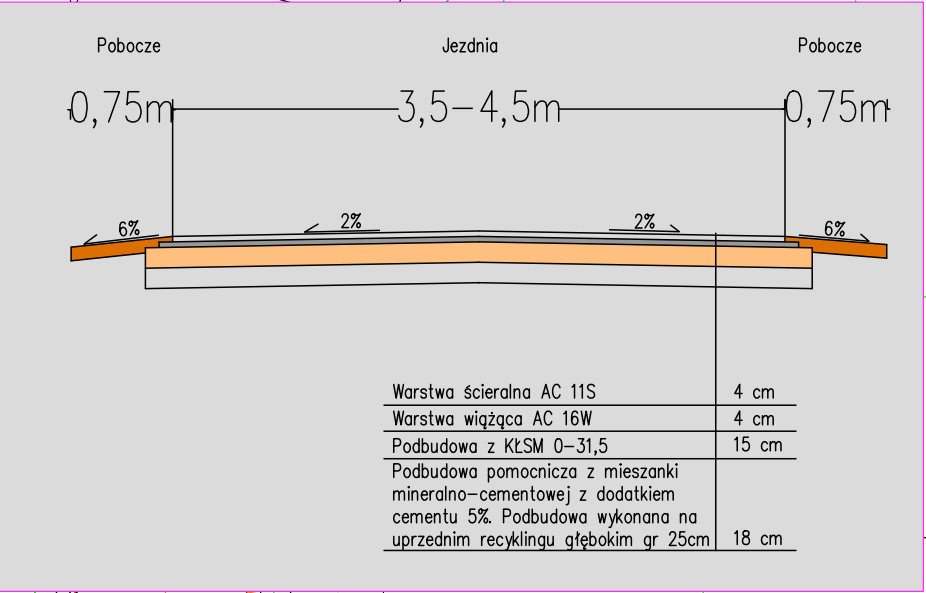 Pobocze Jezdnia Pobocze
0,75m 3,5-4,5m 0,75m
6% 2% 2% 6%
Warstwa ścieralna AC 11S 4 cm
Warstwa wiążąca AC 16W 4 cm
Podbudowa z KŁSM 0-31,5 15 cm
Podbudowa pomocnicza z mieszanki
mineralno-cementowej z dodatkiem
cementu 5%. Podbudowa wykonana na
uprzednim recyklingu głębokim gr 25cm 18 cm